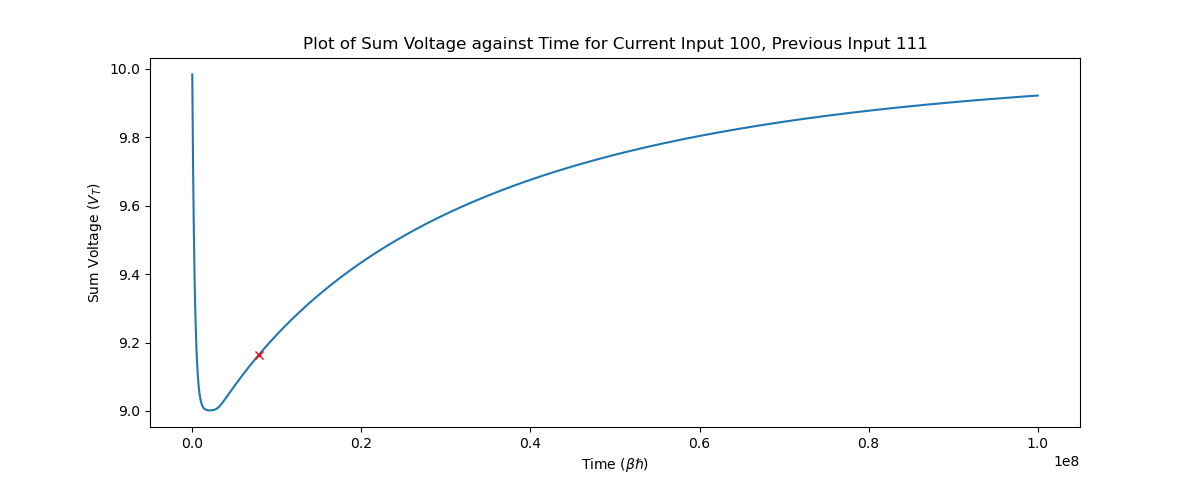 Plot of Sum Voltage against Time for Current Input 100, Previous Input 111
10.0
9.8
9.6
9.4
9.2
9.0
Sum Voltage (V_T)
0.0 0.2 0.4 0.6 0.8 1.0
1e8
Time (βℏ)